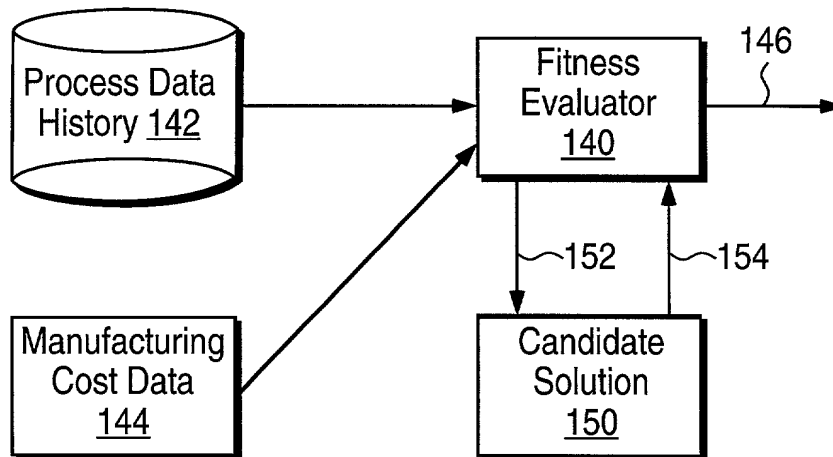 Process Data
History 142
Fitness
Evaluator
140
146
152
154
Manufacturing
Cost Data
144
Candidate
Solution
150